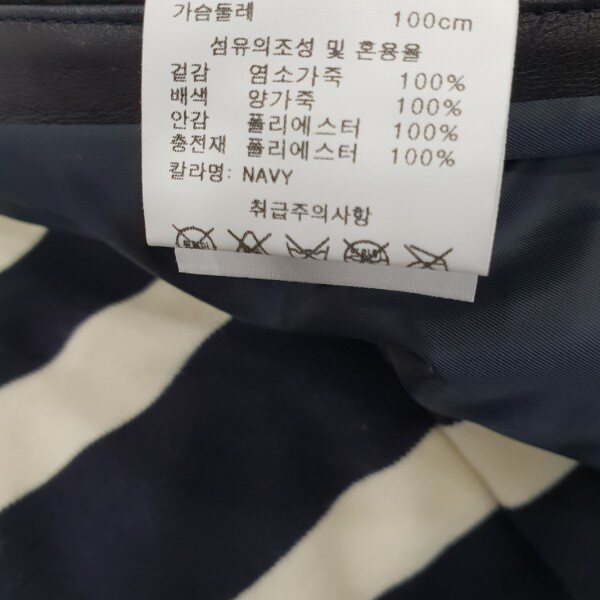 가슴둘레 100cm
섬유의조성 및 혼용율
겉감 염소가죽 100%
배색 양가죽 100%
안감 폴리에스터 100%
충전재 폴리에스터 100%
칼라명: NAVY
취급주의사항